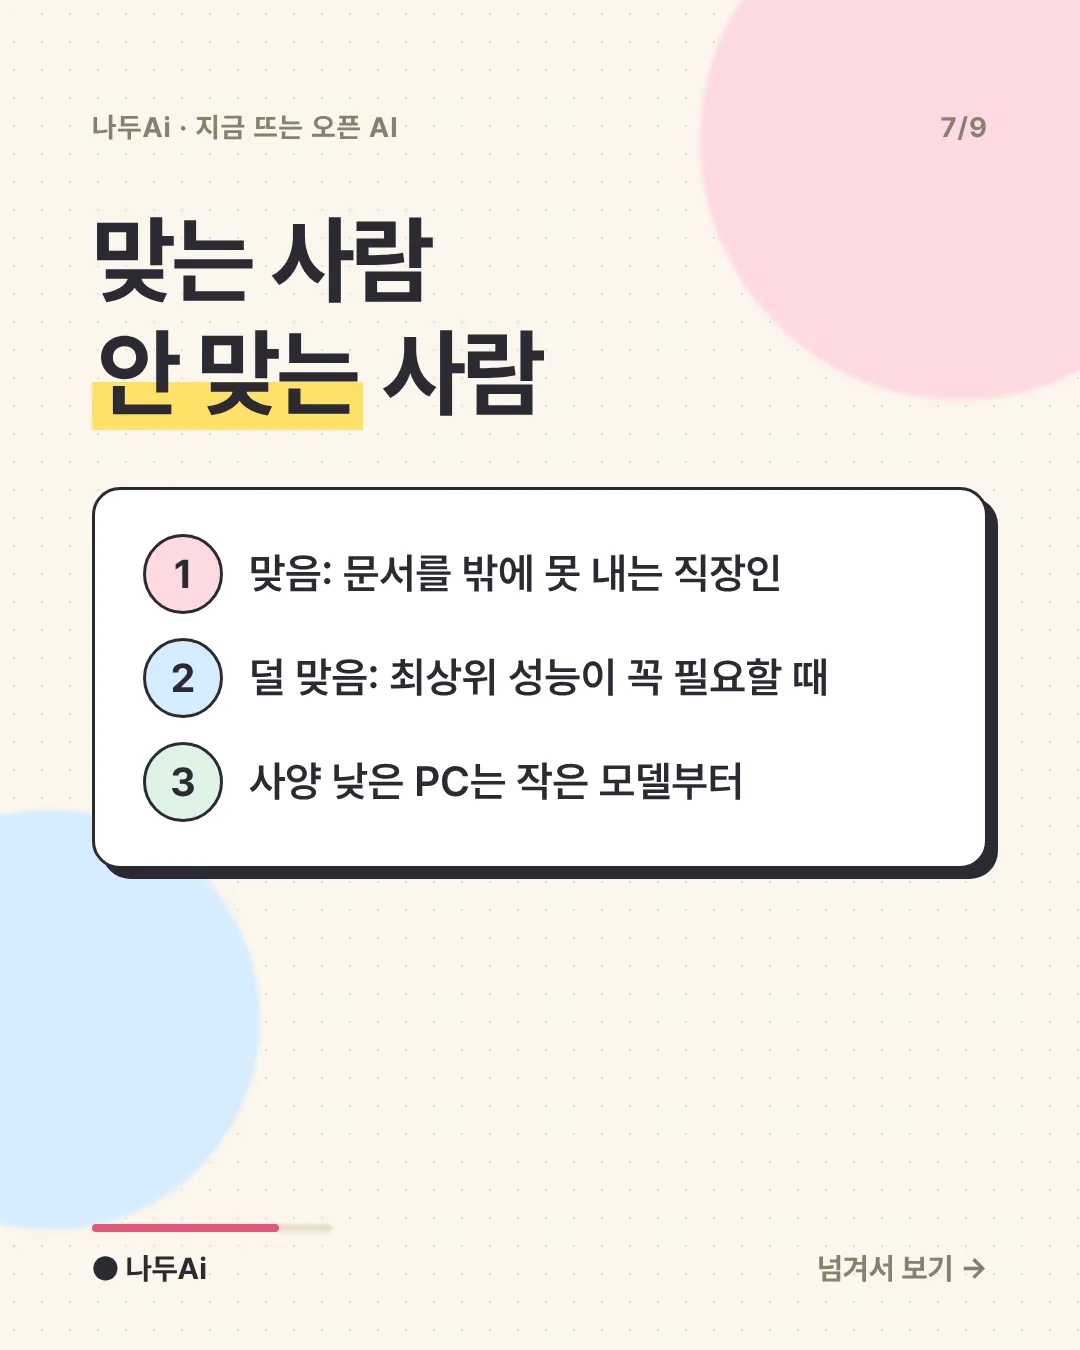 나두Ai · 지금 뜨는 오픈 AI
7/9
맞는 사람
안 맞는 사람
1 맞음: 문서를 밖에 못 내는 직장인
2 덜 맞음: 최상위 성능이 꼭 필요할 때
3 사양 낮은 PC는 작은 모델부터
나두Ai
넘겨서 보기 →